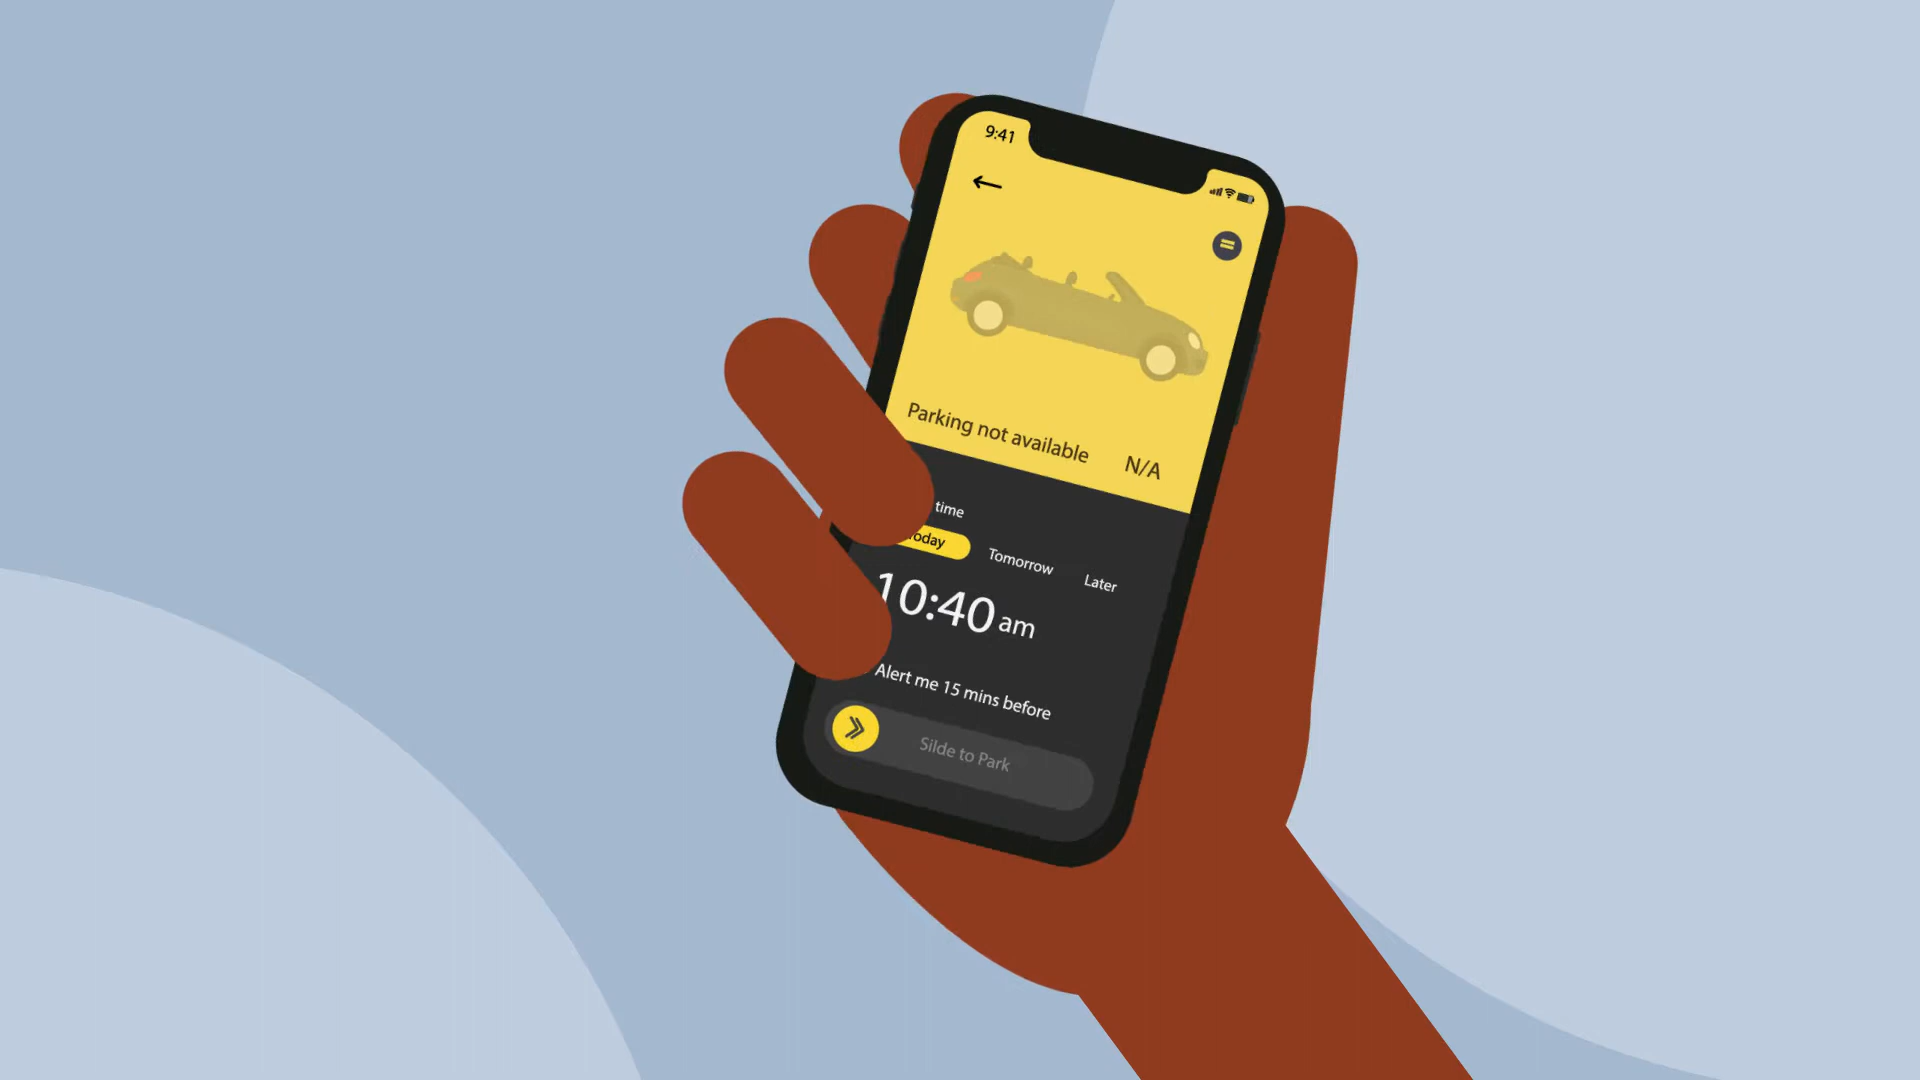 9:41
Parking not available N/A
time
Today Tomorrow Later
10:40 am
Alert me 15 mins before
Silde to Park